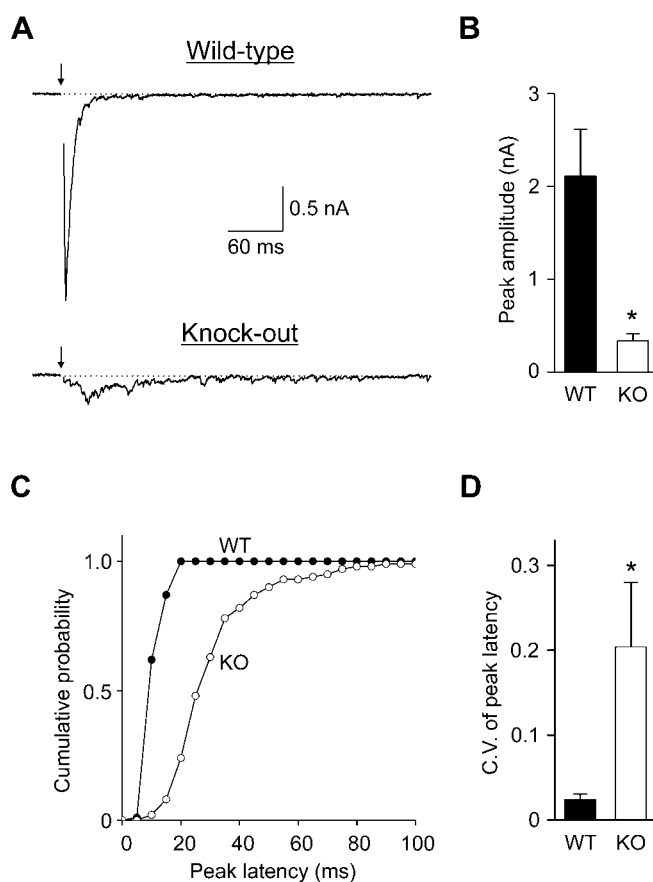 A
Wild-type
0.5 nA
60 ms
Knock-out
B
Peak amplitude (nA)
3
2
1
0
*
WT
KO
C
Cumulative probability
1.0
0.5
0
WT
KO
0
20
40
60
80
100
Peak latency (ms)
D
C.V. of peak latency
0.3
0.2
0.1
0
*
WT
KO